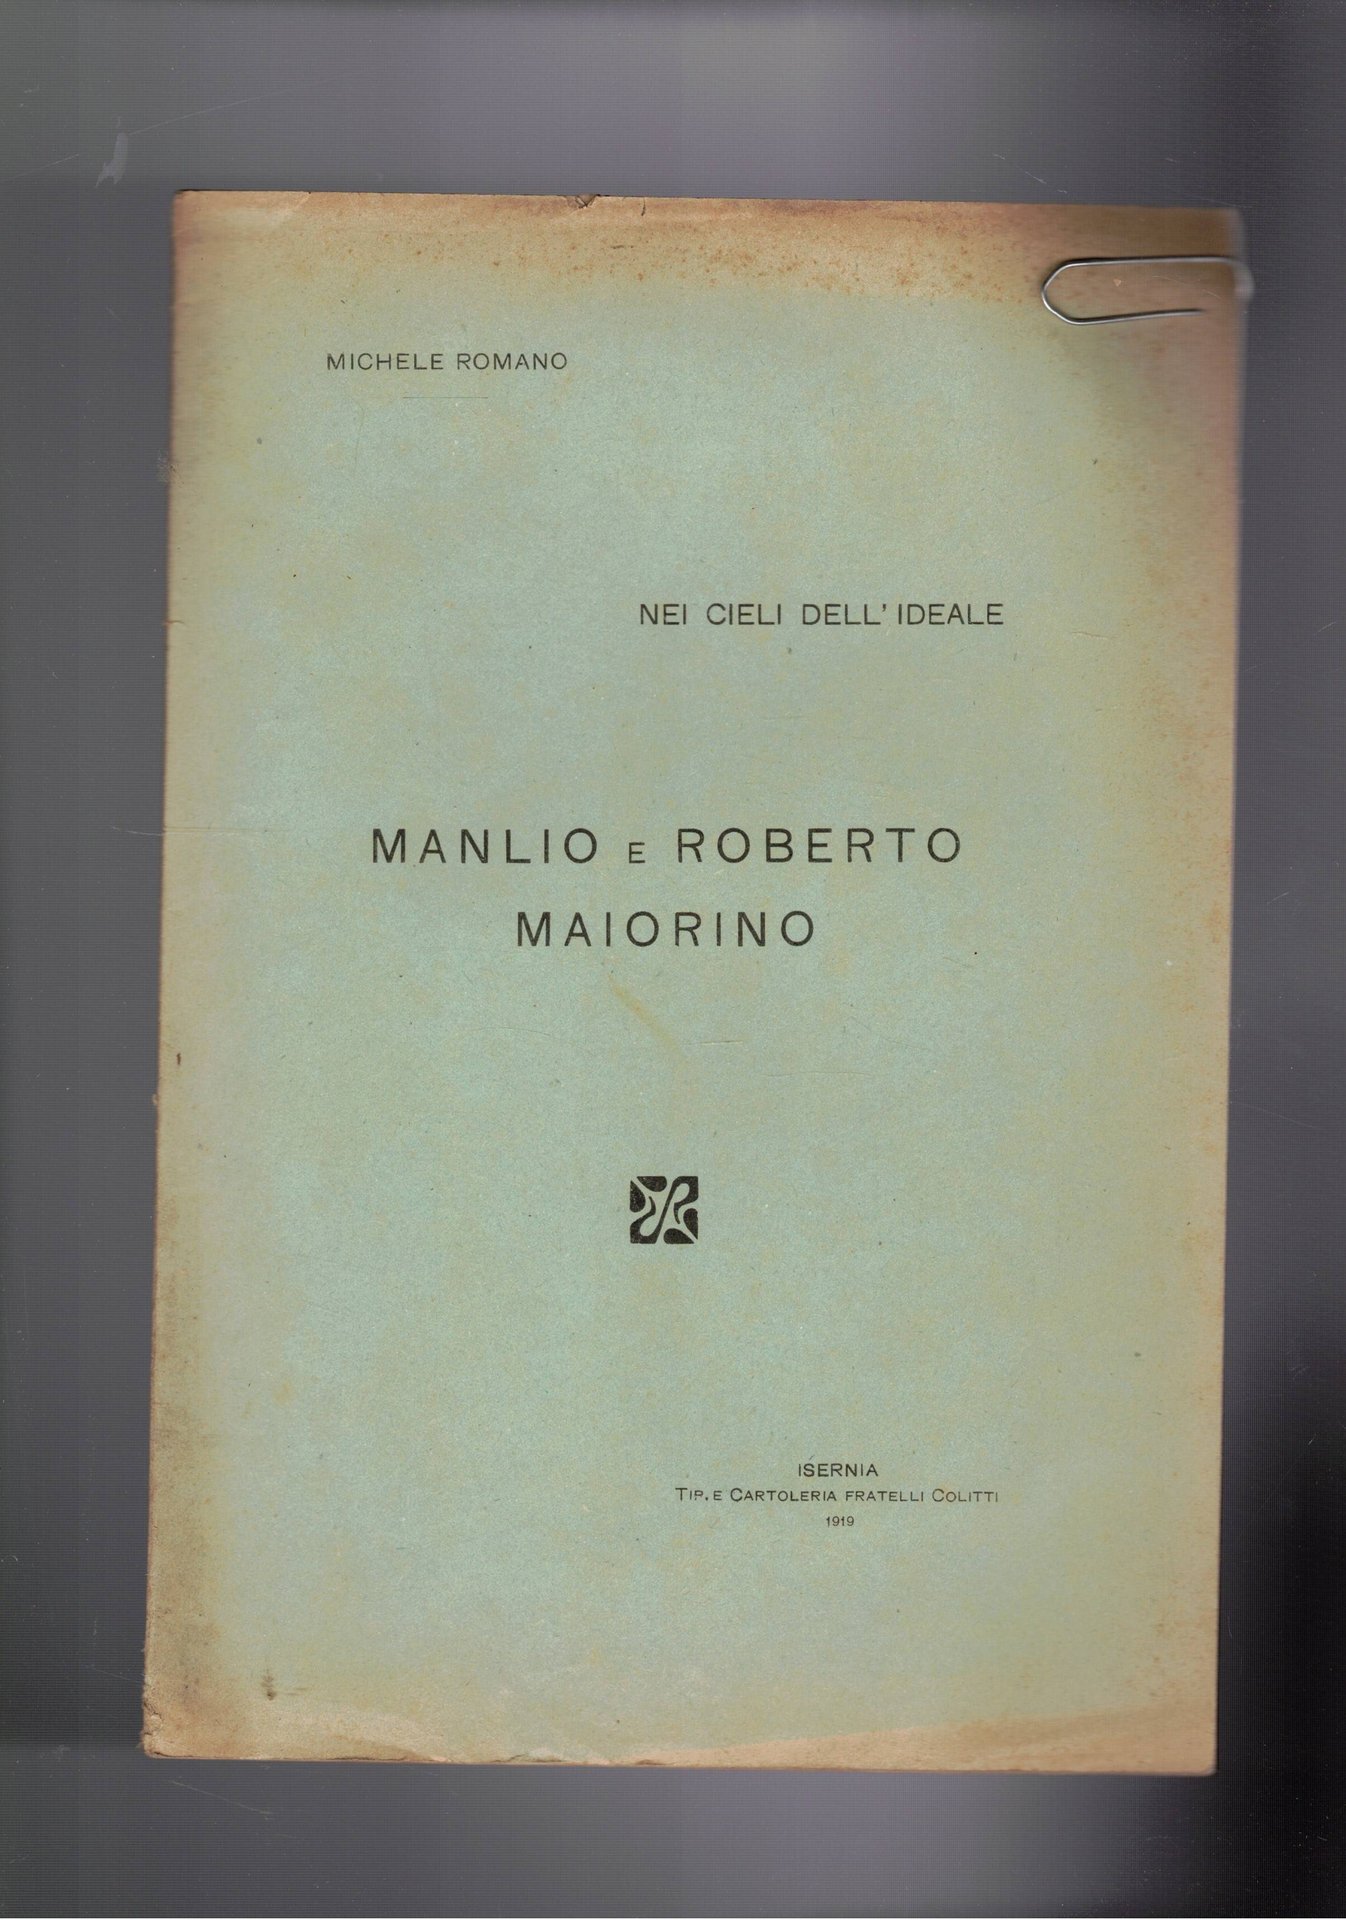 MICHELE ROMANO
NEI CIELI DELL' IDEALE
MANLIO E ROBERTO
MAIORINO
ISERNIA
TIP. E CARTOLERIA FRATELLI COLITTI
1919